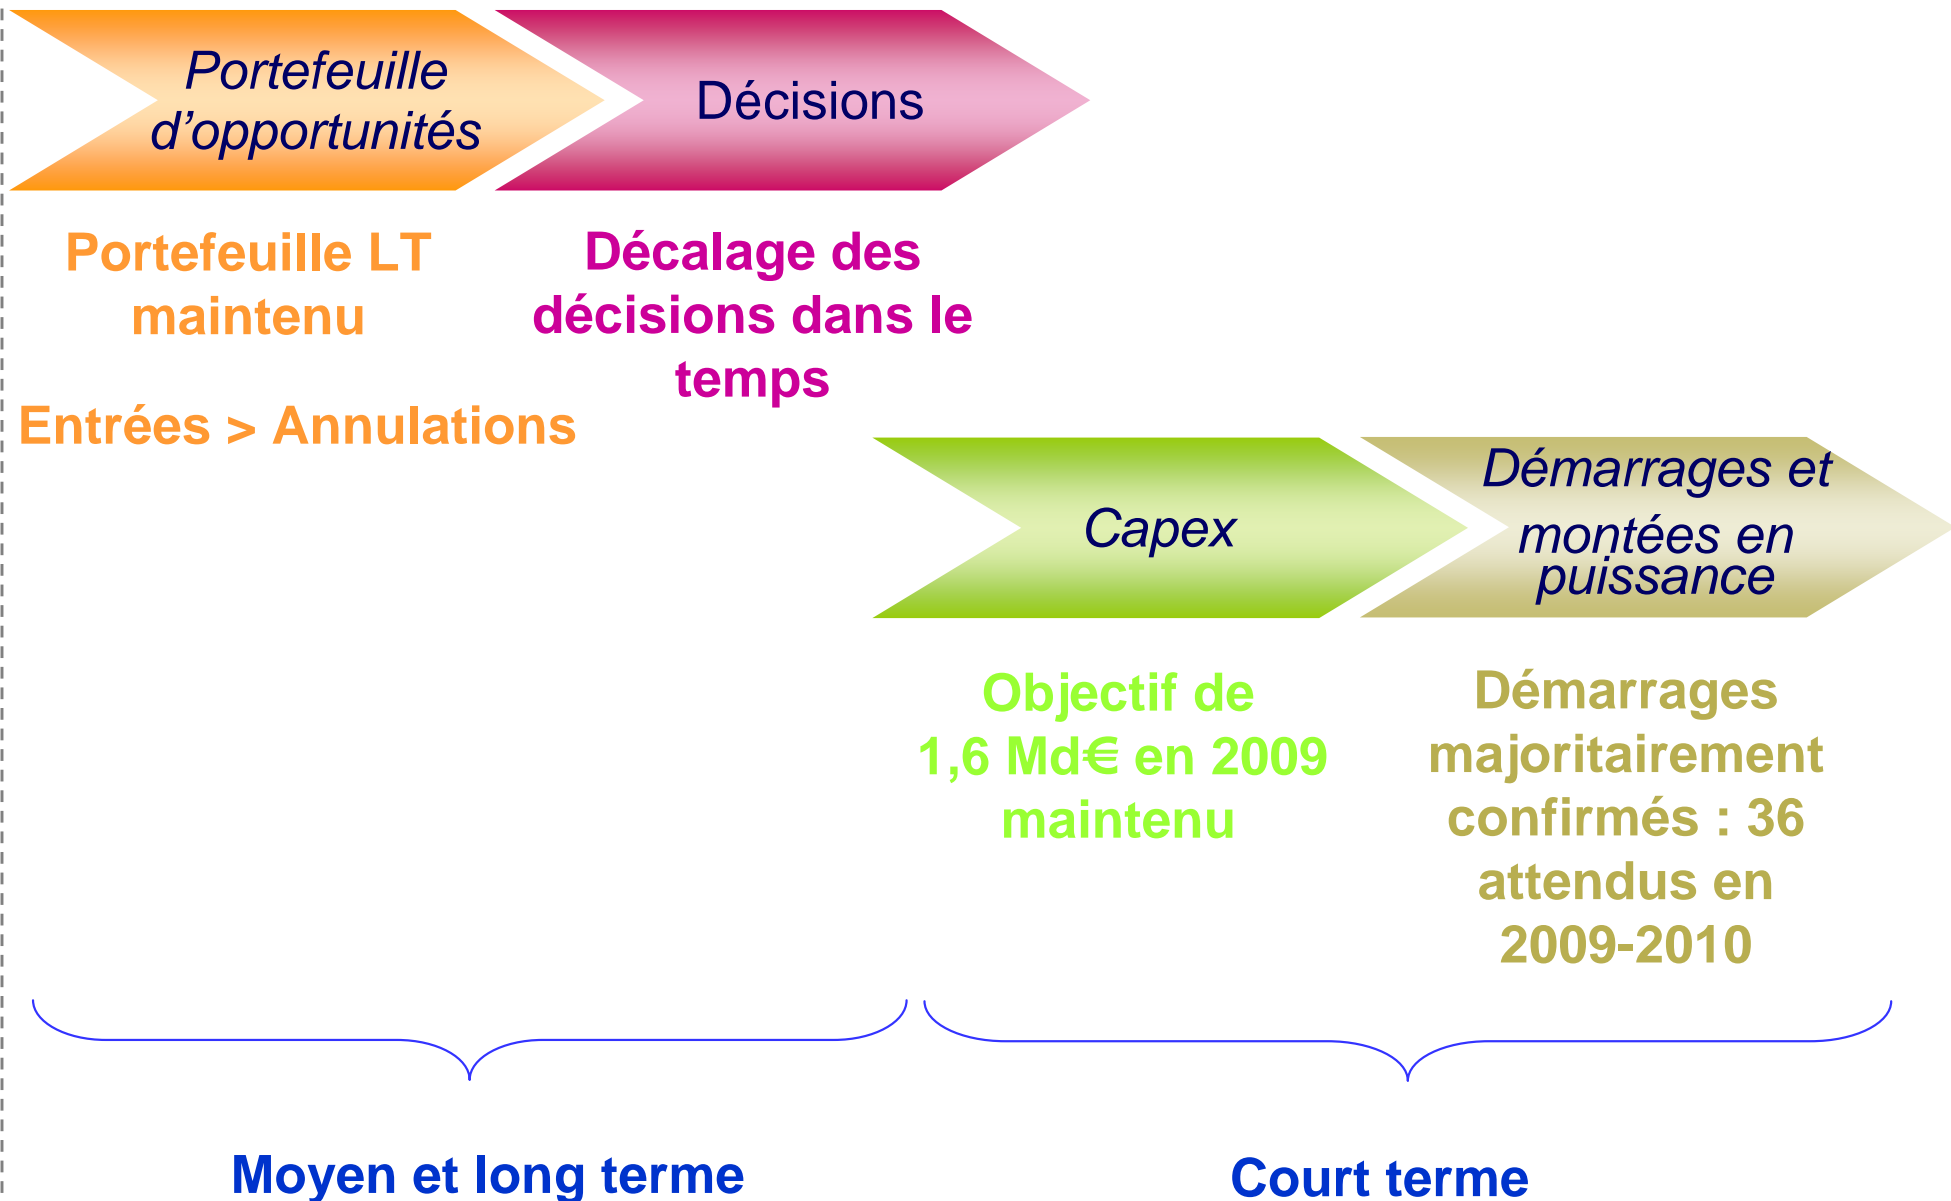 Portefeuille
d’opportunités
Décisions
Portefeuille LT
maintenu
Entrées > Annulations
Décalage des
décisions dans le
temps
Capex
Démarrages et
montées en
puissance
Objectif de
1,6 Md€ en 2009
maintenu
Démarrages
majoritairement
confirmés : 36
attendus en
2009-2010
Moyen et long terme
Court terme